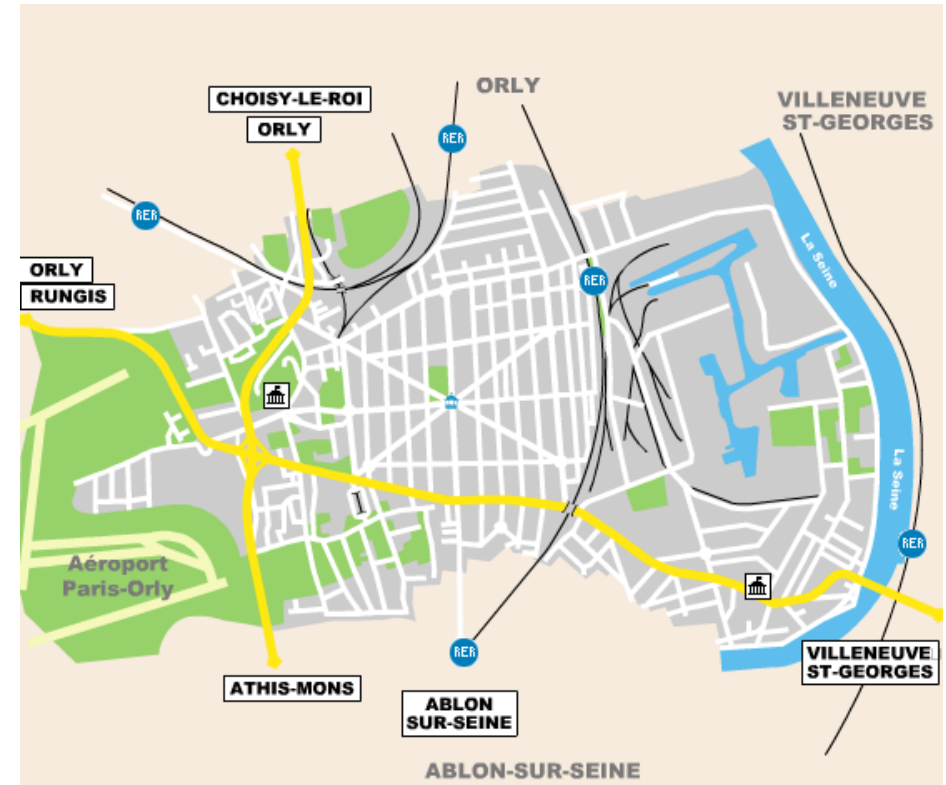 ORLY
CHOISY-LE-ROI
ORLY
VILLENEUVE
ST-GEORGES
RER
RER
La Seine
ORLY
RUNGIS
RER
La Seine
RER
Aéroport
Paris-Orly
RER
VILLENEUVE
ST-GEORGES
ATHIS-MONS
ABLON
SUR-SEINE
ABLON-SUR-SEINE